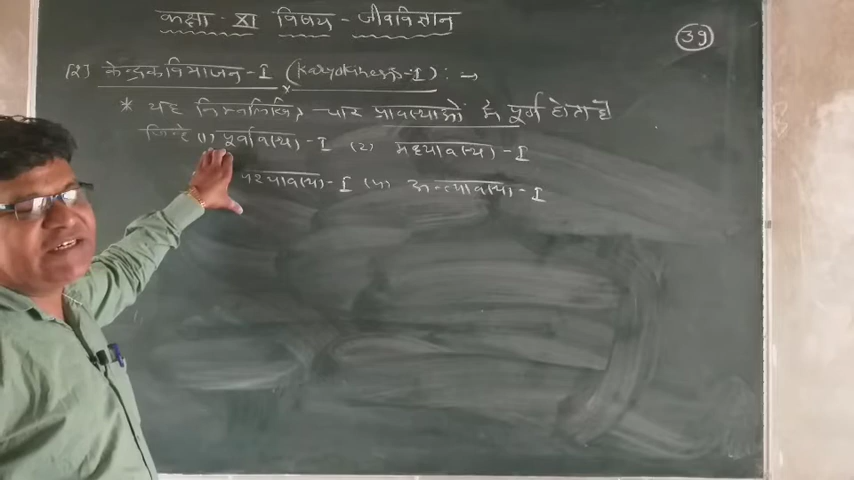 कक्षा - XI विषय - जीवविज्ञान
39
[2] केन्द्रकविभाजन - I (Karyokinesis - I) : →
* यह निम्नलिखित चार प्रावस्थाओं में पूर्ण होता है
जिन्हे (1) पूर्वावस्था - I (2) मध्यावस्था - I
पश्चावस्था - I (4) अन्त्यावस्था - I